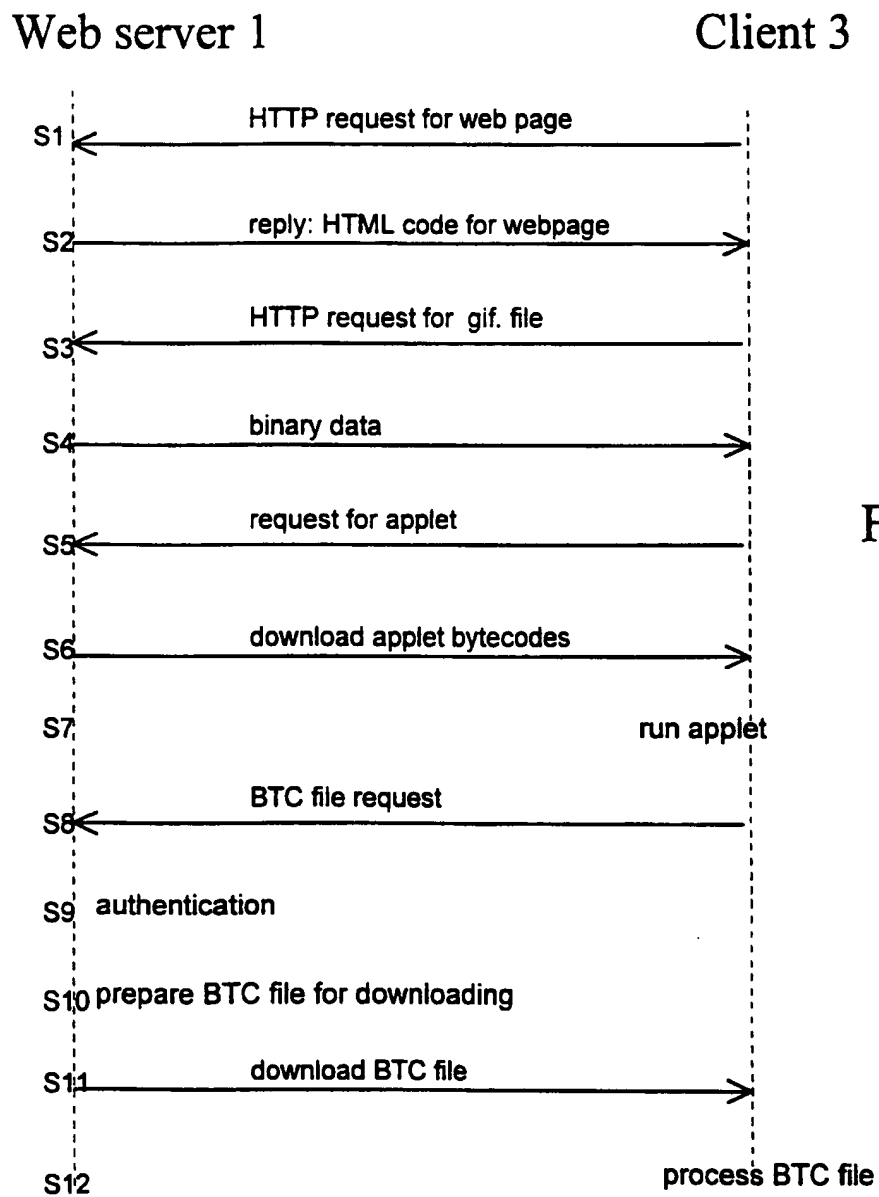 Web server 1 Client 3
S1 HTTP request for web page
S2 reply: HTML code for webpage
S3 HTTP request for gif. file
S4 binary data
S5 request for applet
F
S6 download applet bytecodes
S7 run applet
S8 BTC file request
S9 authentication
S10 prepare BTC file for downloading
S11 download BTC file
S12 process BTC file